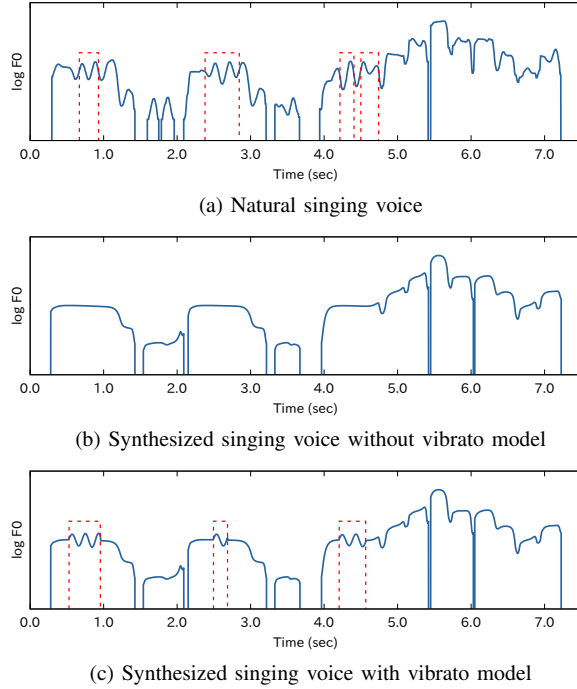 log F0
0.0 1.0 2.0 3.0 4.0 5.0 6.0 7.0
Time (sec)
(a) Natural singing voice
log F0
0.0 1.0 2.0 3.0 4.0 5.0 6.0 7.0
Time (sec)
(b) Synthesized singing voice without vibrato model
log F0
0.0 1.0 2.0 3.0 4.0 5.0 6.0 7.0
Time (sec)
(c) Synthesized singing voice with vibrato model